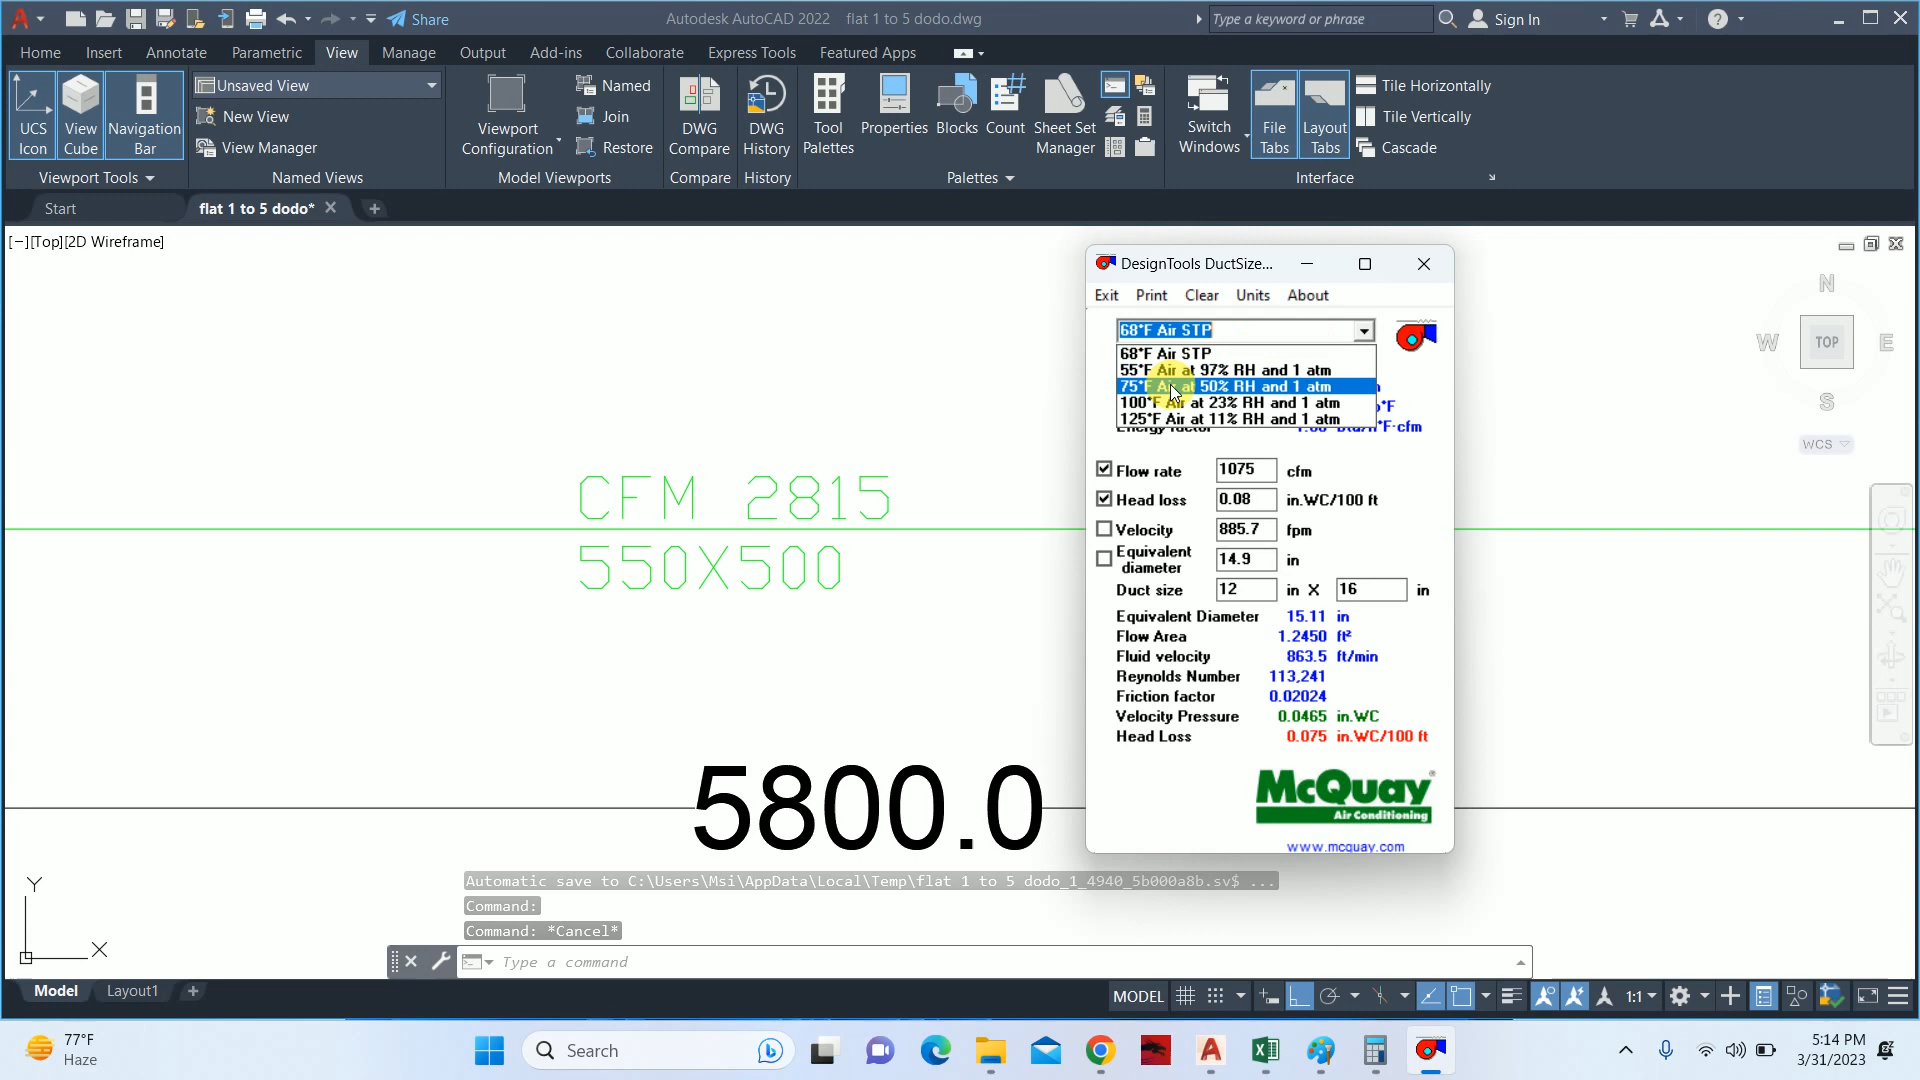 Share
Autodesk AutoCAD 2022 flat 1 to 5 dodo.dwg
Type a keyword or phrase
Sign In
Home Insert Annotate Parametric View Manage Output Add-ins Collaborate Express Tools Featured Apps
UCS Icon
View Cube
Navigation Bar
Viewport Tools
Unsaved View
New View
View Manager
Named Views
Viewport Configuration
Named
Join
Restore
Model Viewports
DWG Compare
Compare
DWG History
History
Tool Palettes
Properties
Blocks
Count
Sheet Set Manager
Palettes
Switch Windows
File Tabs
Layout Tabs
Tile Horizontally
Tile Vertically
Cascade
Interface
Start
flat 1 to 5 dodo*
[−][Top][2D Wireframe]
CFM 2815
550X500
5800.0
N
W TOP E
S
WCS
DesignTools DuctSize...
Exit Print Clear Units About
68°F Air STP
68°F Air STP
55°F Air at 97% RH and 1 atm
75°F Air at 50% RH and 1 atm
100°F Air at 23% RH and 1 atm
125°F Air at 11% RH and 1 atm
Flow rate 1075 cfm
Head loss 0.08 in.WC/100 ft
Velocity 885.7 fpm
Equivalent diameter 14.9 in
Duct size 12 in X 16 in
Equivalent Diameter 15.11 in
Flow Area 1.2450 ft²
Fluid velocity 863.5 ft/min
Reynolds Number 113,241
Friction factor 0.02024
Velocity Pressure 0.0465 in.WC
Head Loss 0.075 in.WC/100 ft
McQuay
Air Conditioning
www.mcquay.com
Automatic save to C:\Users\Msi\AppData\Local\Temp\flat 1 to 5 dodo_1_4940_5b000a8b.sv$ ...
Command:
Command: *Cancel*
Type a command
Y
X
Model Layout1
MODEL
1:1
77°F
Haze
Search
5:14 PM
3/31/2023